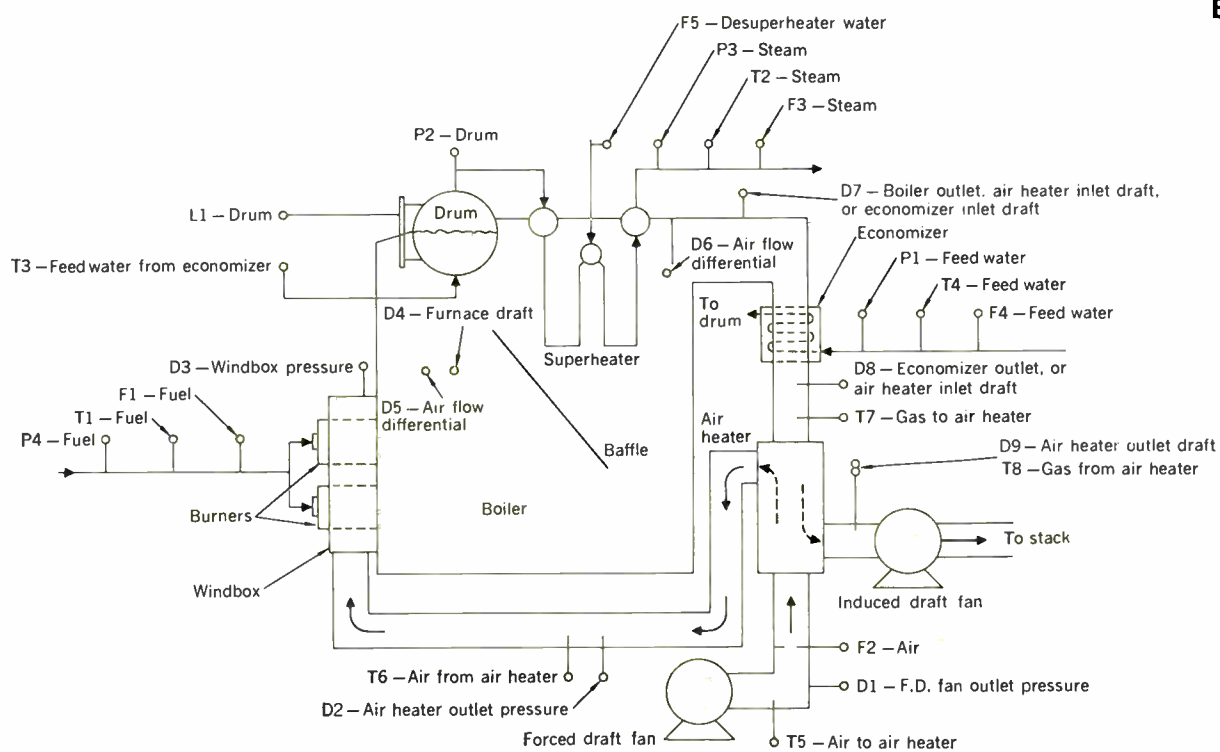 E
F5 – Desuperheater water
P3 – Steam
T2 – Steam
F3 – Steam
P2 – Drum
D7 – Boiler outlet. air heater inlet draft,
or economizer inlet draft
L1 – Drum
Drum
Economizer
D6 – Air flow
differential
P1 – Feed water
T3 – Feed water from economizer
T4 – Feed water
D4 – Furnace draft
To
drum
F4 – Feed water
Superheater
D3 – Windbox pressure
D8 – Economizer outlet, or
air heater inlet draft
F1 – Fuel
D5 – Air flow
differential
T1 – Fuel
T7 – Gas to air heater
Air
heater
P4 – Fuel
Baffle
D9 – Air heater outlet draft
T8 – Gas from air heater
Burners
Boiler
To stack
Windbox
Induced draft fan
F2 – Air
T6 – Air from air heater
D1 – F.D. fan outlet pressure
D2 – Air heater outlet pressure
Forced draft fan
T5 – Air to air heater